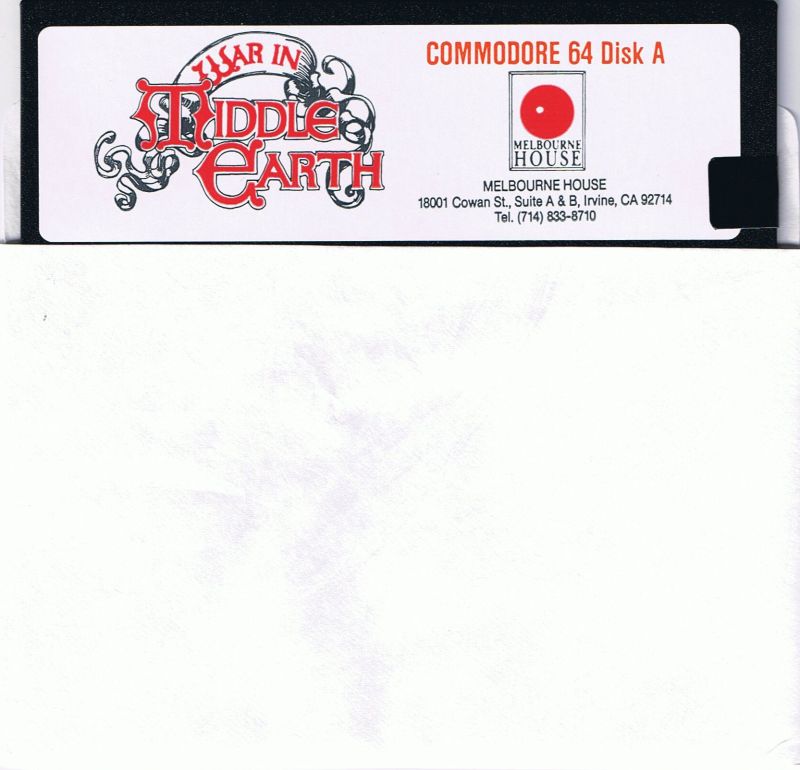 WAR IN
MIDDLE
EARTH
COMMODORE 64 Disk A
MELBOURNE
HOUSE
MELBOURNE HOUSE
18001 Cowan St., Suite A & B, Irvine, CA 92714
Tel. (714) 833-8710